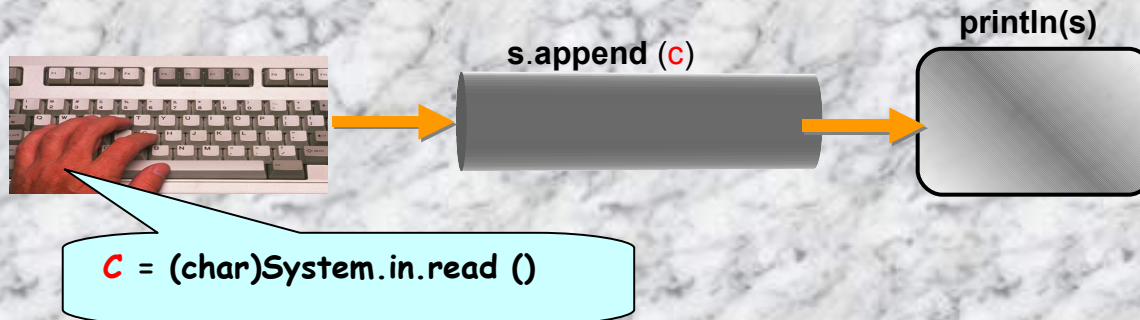 println(s)
s.append (c)
C = (char)System.in.read ()